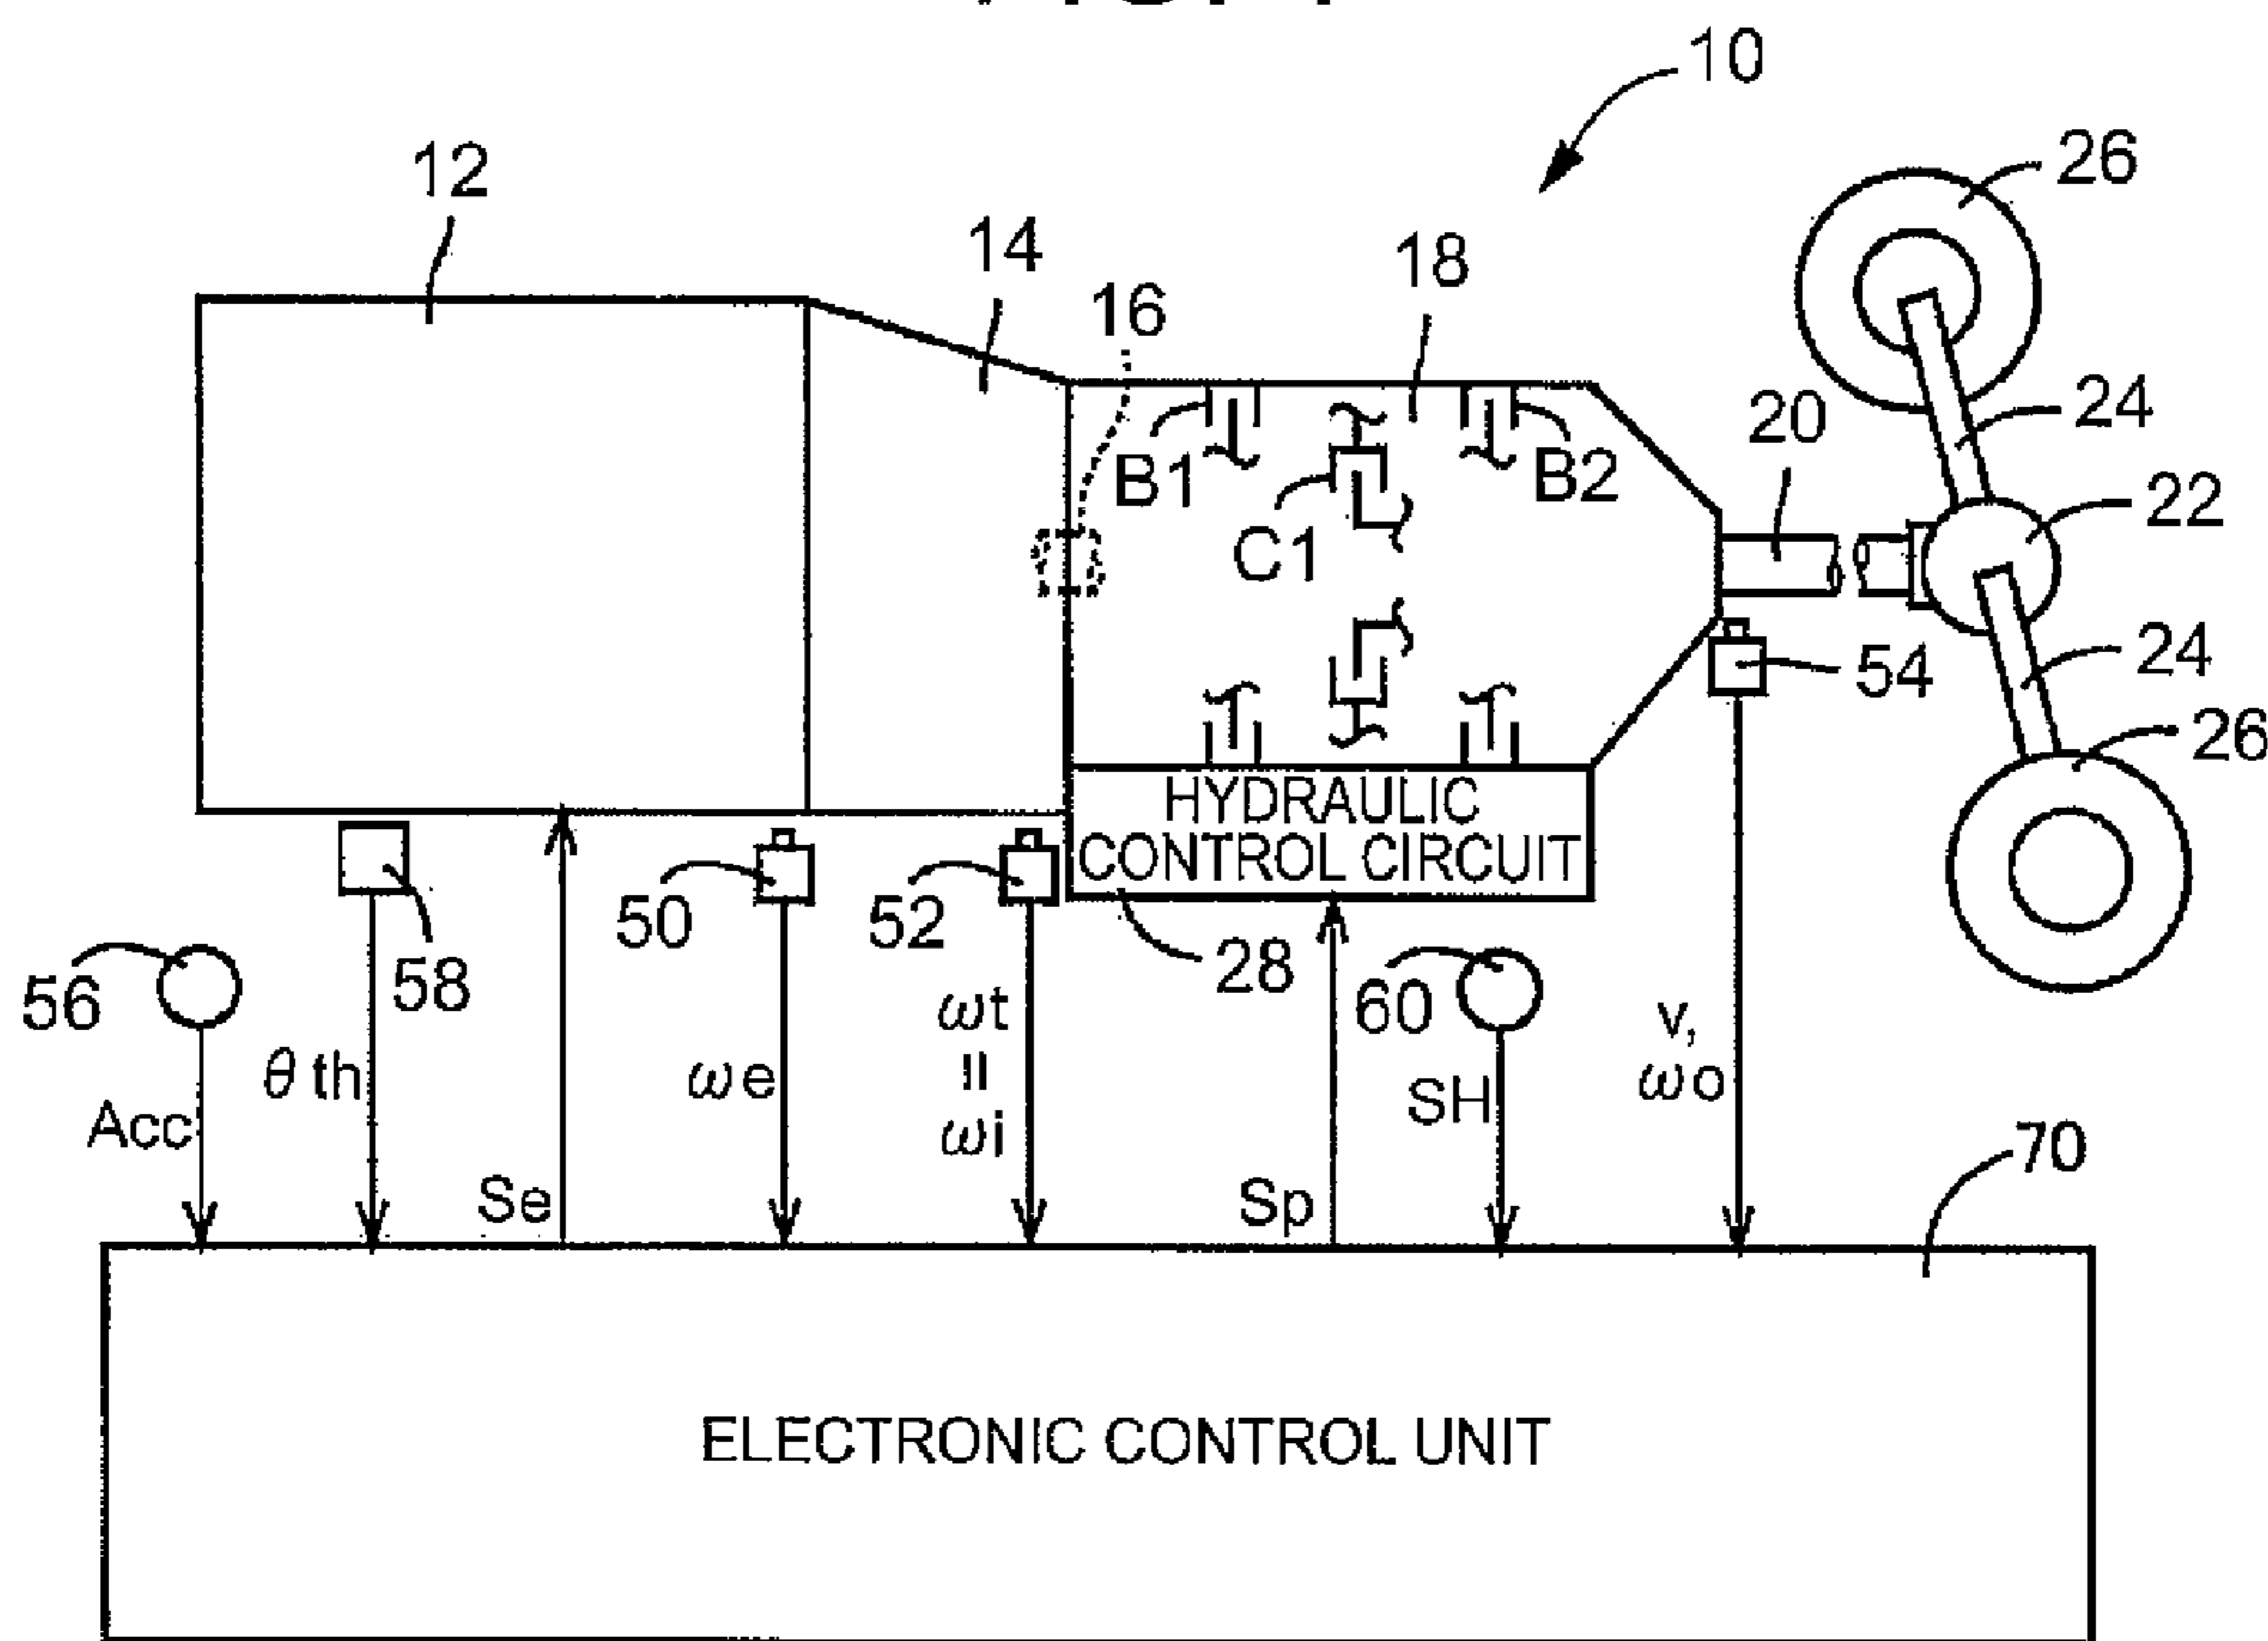 10
26
12
14
18
16
24
20
B1
B2
22
C1
24
54
26
HYDRAULIC
CONTROL CIRCUIT
50
52
28
58
56
60
ωt
=
ωi
v,
ωo
θth
ωe
SH
Acc
70
Se
Sp
ELECTRONIC CONTROL UNIT